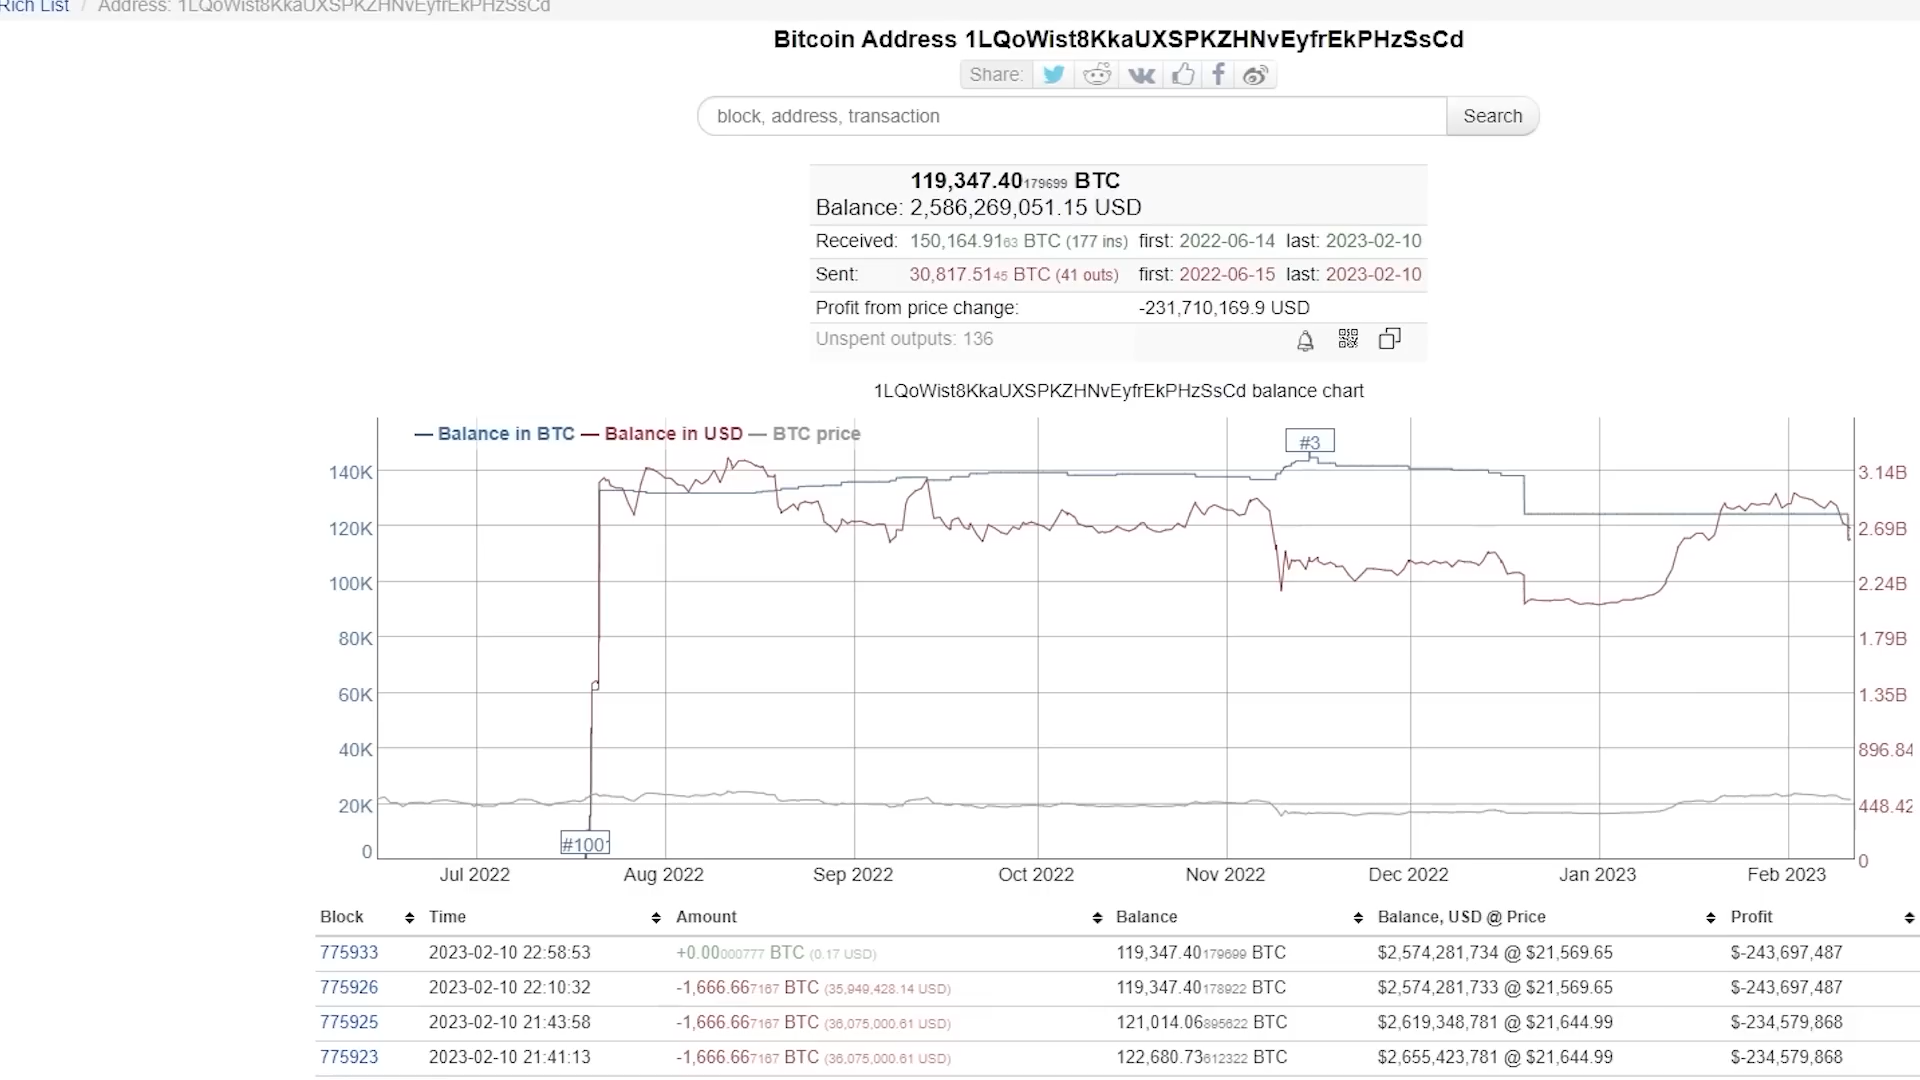 Rich List / Address: 1LQoWist8KkaUXSPKZHNvEyfrEkPHzSsCd
Bitcoin Address 1LQoWist8KkaUXSPKZHNvEyfrEkPHzSsCd
Share:
block, address, transaction Search
119,347.40179699 BTC
Balance: 2,586,269,051.15 USD
Received: 150,164.9163 BTC (177 ins) first: 2022-06-14 last: 2023-02-10
Sent: 30,817.5145 BTC (41 outs) first: 2022-06-15 last: 2023-02-10
Profit from price change: -231,710,169.9 USD
Unspent outputs: 136
1LQoWist8KkaUXSPKZHNvEyfrEkPHzSsCd balance chart
Balance in BTC Balance in USD BTC price
#3
140K 3.14B
120K 2.69B
100K 2.24B
80K 1.79B
60K 1.35B
40K 896.84
20K 448.42
#1001
0 0
Jul 2022 Aug 2022 Sep 2022 Oct 2022 Nov 2022 Dec 2022 Jan 2023 Feb 2023
Block Time Amount Balance Balance, USD @ Price Profit
775933 2023-02-10 22:58:53 +0.00000777 BTC (0.17 USD) 119,347.40179699 BTC $2,574,281,734 @ $21,569.65 $-243,697,487
775926 2023-02-10 22:10:32 -1,666.667167 BTC (35,949,428.14 USD) 119,347.40178922 BTC $2,574,281,733 @ $21,569.65 $-243,697,487
775925 2023-02-10 21:43:58 -1,666.667167 BTC (36,075,000.61 USD) 121,014.06895622 BTC $2,619,348,781 @ $21,644.99 $-234,579,868
775923 2023-02-10 21:41:13 -1,666.667167 BTC (36,075,000.61 USD) 122,680.73612322 BTC $2,655,423,781 @ $21,644.99 $-234,579,868